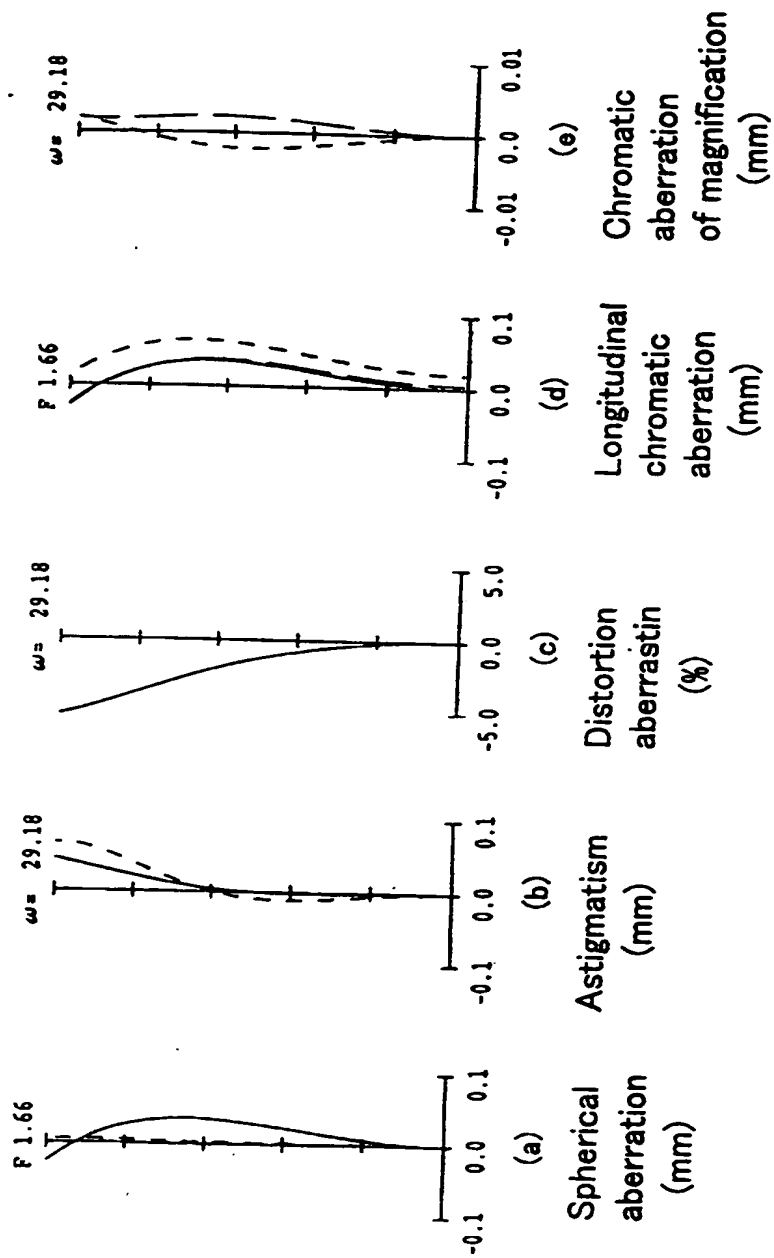 F 1.66
-0.1 0.0 0.1
(a)
Spherical
aberration
(mm)
ω= 29.18
-0.1 0.0 0.1
(b)
Astigmatism
(mm)
ω= 29.18
-5.0 0.0 5.0
(c)
Distortion
aberrastin
(%)
F 1.66
-0.1 0.0 0.1
(d)
Longitudinal
chromatic
aberration
(mm)
ω= 29.18
-0.01 0.0 0.01
(e)
Chromatic
aberration
of magnification
(mm)